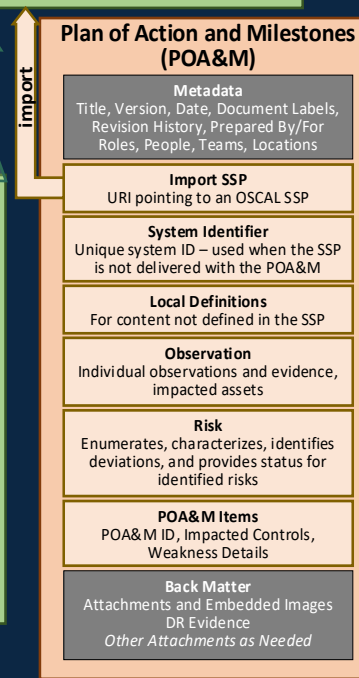 Plan of Action and Milestones
(POA&M)
import
Metadata
Title, Version, Date, Document Labels,
Revision History, Prepared By/For
Roles, People, Teams, Locations
Import SSP
URI pointing to an OSCAL SSP
System Identifier
Unique system ID – used when the SSP
is not delivered with the POA&M
Local Definitions
For content not defined in the SSP
Observation
Individual observations and evidence,
impacted assets
Risk
Enumerates, characterizes, identifies
deviations, and provides status for
identified risks
POA&M Items
POA&M ID, Impacted Controls,
Weakness Details
Back Matter
Attachments and Embedded Images
DR Evidence
Other Attachments as Needed